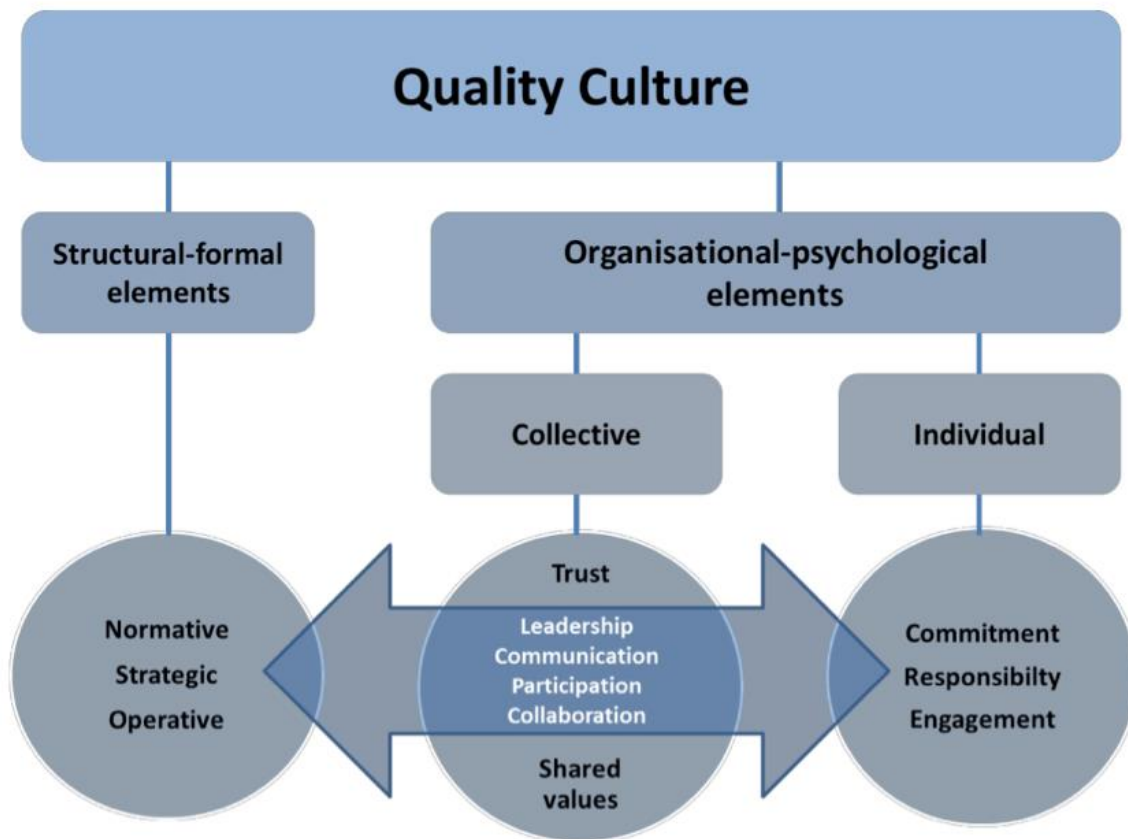 Quality Culture
Structural-formal
elements
Organisational-psychological
elements
Collective
Individual
Normative
Strategic
Operative
Trust
Leadership
Communication
Participation
Collaboration
Shared
values
Commitment
Responsibilty
Engagement